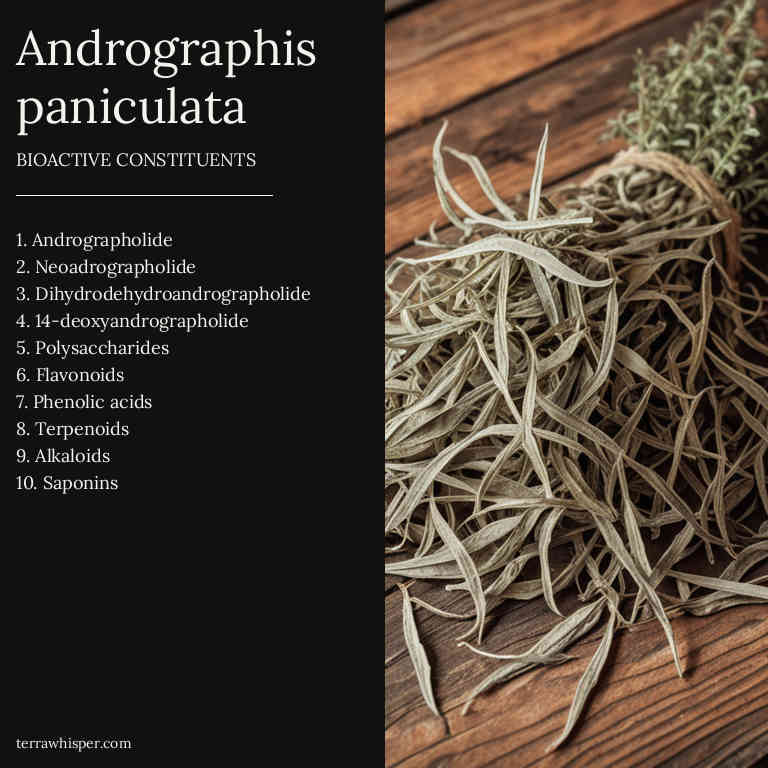 Andrographis
paniculata
BIOACTIVE CONSTITUENTS
1. Andrographolide
2. Neoadrographolide
3. Dihydrodehydroandrographolide
4. 14-deoxyandrographolide
5. Polysaccharides
6. Flavonoids
7. Phenolic acids
8. Terpenoids
9. Alkaloids
10. Saponins
terrawhisper.com